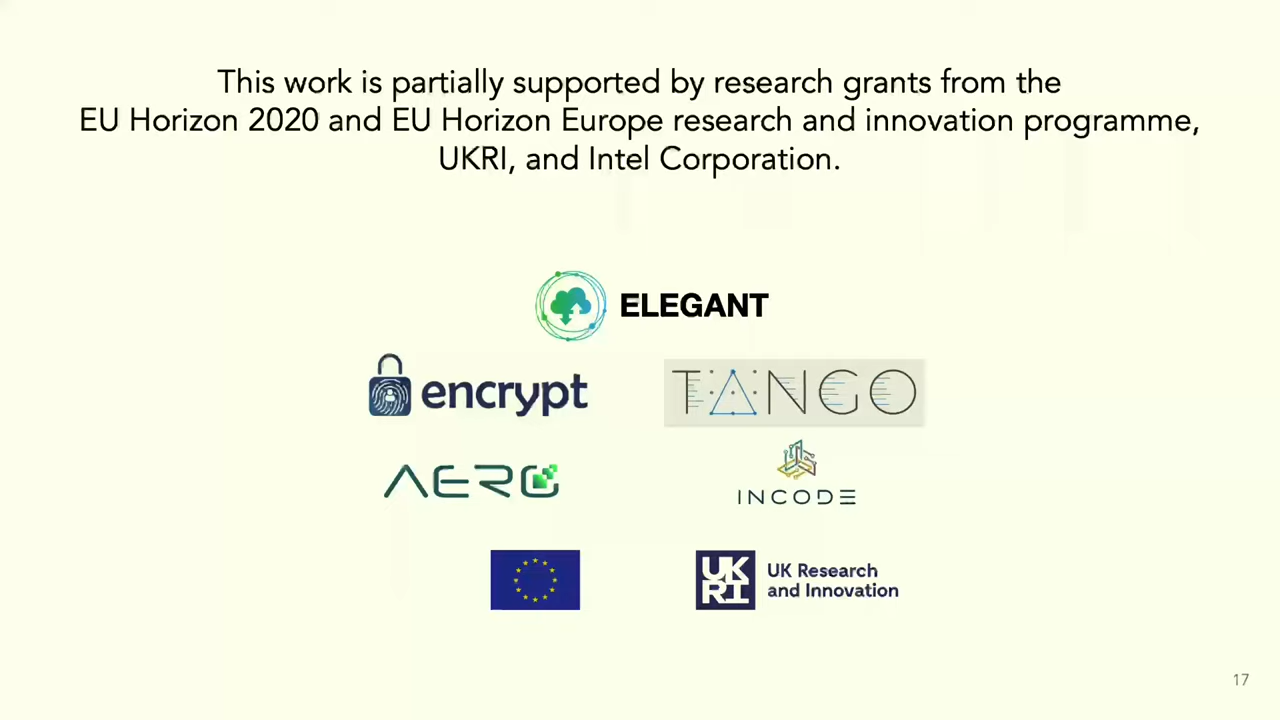 This work is partially supported by research grants from the
EU Horizon 2020 and EU Horizon Europe research and innovation programme,
UKRI, and Intel Corporation.
ELEGANT
encrypt
TANGO
AERO
INCODE
UK
RI
UK Research
and Innovation
17